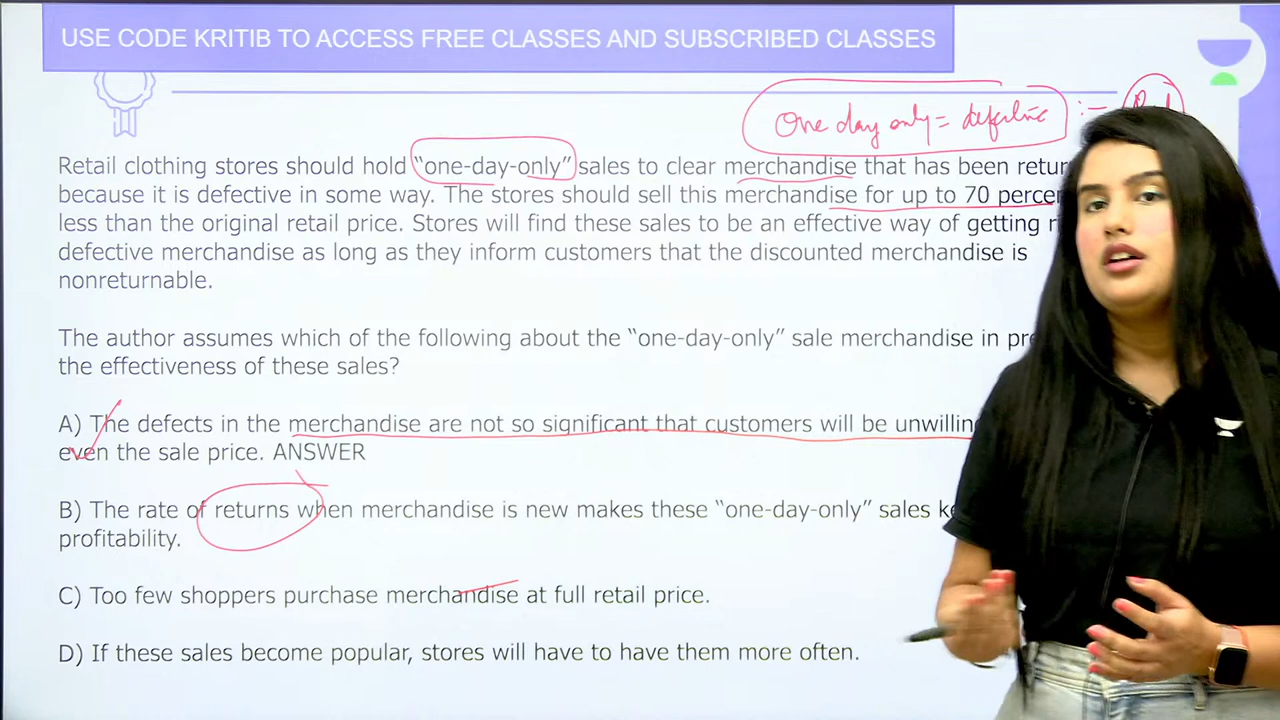 USE CODE KRITIB TO ACCESS FREE CLASSES AND SUBSCRIBED CLASSES
One day only = defective :-
Retail clothing stores should hold “one-day-only” sales to clear merchandise that has been
because it is defective in some way. The stores should sell this merchandise for up to 70
less than the original retail price. Stores will find these sales to be an effective way of getting
defective merchandise as long as they inform customers that the discounted merchandise is
nonreturnable.
The author assumes which of the following about the “one-day-only” sale merchandise in
the effectiveness of these sales?
A) The defects in the merchandise are not so significant that customers will be
even the sale price. ANSWER
B) The rate of returns when merchandise is new makes these “one-day-only” sales
profitability.
C) Too few shoppers purchase merchandise at full retail price.
D) If these sales become popular, stores will have to have them more often.